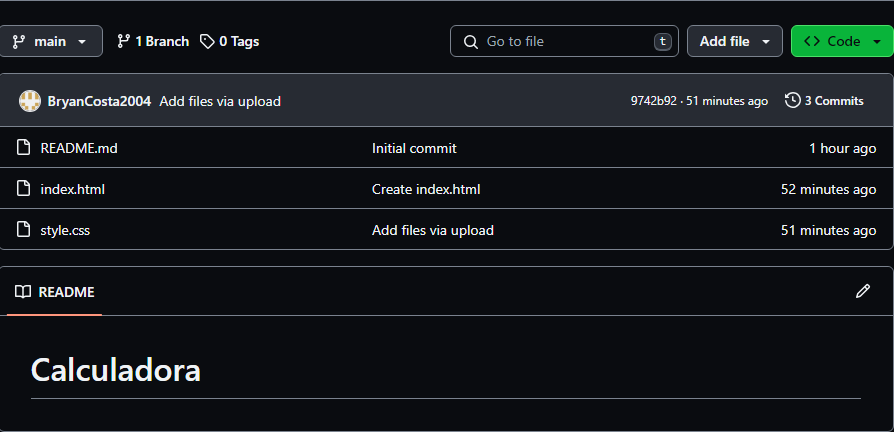 main 1 Branch 0 Tags Go to file t Add file Code
BryanCosta2004 Add files via upload 9742b92 · 51 minutes ago 3 Commits
README.md Initial commit 1 hour ago
index.html Create index.html 52 minutes ago
style.css Add files via upload 51 minutes ago
README
Calculadora